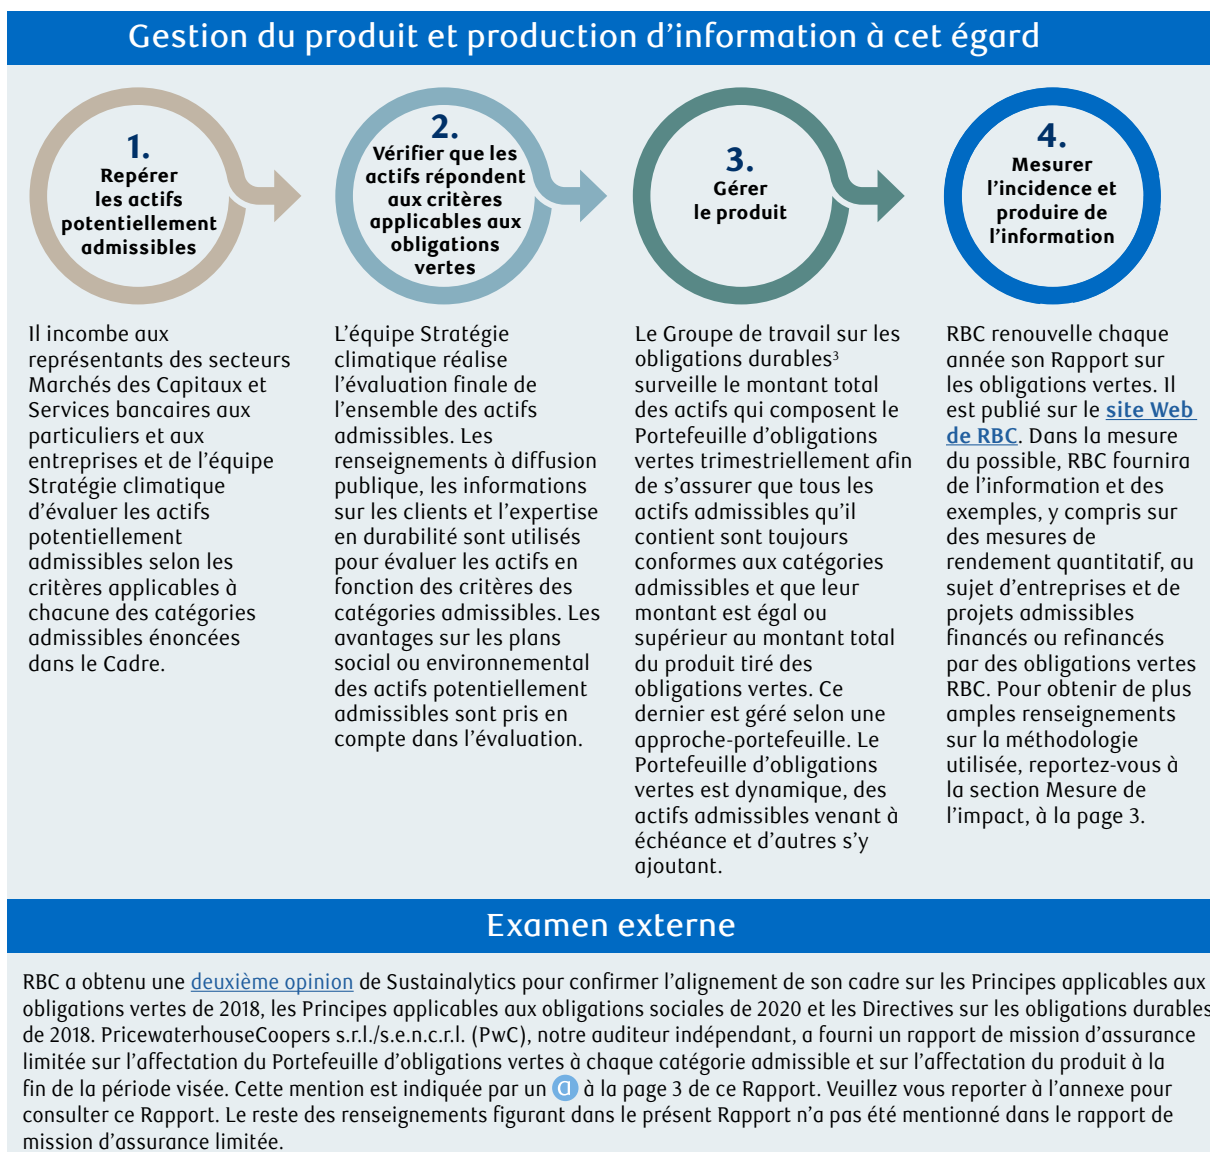 Gestion du produit et production d’information à cet égard
1.
Repérer
les actifs
potentiellement
admissibles
2.
Vérifier que les
actifs répondent
aux critères
applicables aux
obligations
vertes
3.
Gérer
le produit
4.
Mesurer
l’incidence et
produire de
l’information
Il incombe aux
représentants des secteurs
Marchés des Capitaux et
Services bancaires aux
particuliers et aux
entreprises et de l’équipe
Stratégie climatique
d’évaluer les actifs
potentiellement
admissibles selon les
critères applicables à
chacune des catégories
admissibles énoncées
dans le Cadre.
L’équipe Stratégie
climatique réalise
l’évaluation finale de
l’ensemble des actifs
admissibles. Les
renseignements à diffusion
publique, les informations
sur les clients et l’expertise
en durabilité sont utilisés
pour évaluer les actifs en
fonction des critères des
catégories admissibles. Les
avantages sur les plans
social ou environnemental
des actifs potentiellement
admissibles sont pris en
compte dans l’évaluation.
Le Groupe de travail sur les
obligations durables³
surveille le montant total
des actifs qui composent le
Portefeuille d’obligations
vertes trimestriellement afin
de s’assurer que tous les
actifs admissibles qu’il
contient sont toujours
conformes aux catégories
admissibles et que leur
montant est égal ou
supérieur au montant total
du produit tiré des
obligations vertes. Ce
dernier est géré selon une
approche-portefeuille. Le
Portefeuille d’obligations
vertes est dynamique, des
actifs admissibles venant à
échéance et d’autres s’y
ajoutant.
RBC renouvelle chaque
année son Rapport sur
les obligations vertes. Il
est publié sur le site Web
de RBC. Dans la mesure
du possible, RBC fournira
de l’information et des
exemples, y compris sur
des mesures de
rendement quantitatif, au
sujet d’entreprises et de
projets admissibles
financés ou refinancés
par des obligations vertes
RBC. Pour obtenir de plus
amples renseignements
sur la méthodologie
utilisée, reportez-vous à
la section Mesure de
l’impact, à la page 3.
Examen externe
RBC a obtenu une deuxième opinion de Sustainalytics pour confirmer l’alignement de son cadre sur les Principes applicables aux
obligations vertes de 2018, les Principes applicables aux obligations sociales de 2020 et les Directives sur les obligations durables
de 2018. PricewaterhouseCoopers s.r.l./s.e.n.c.r.l. (PwC), notre auditeur indépendant, a fourni un rapport de mission d’assurance
limitée sur l’affectation du Portefeuille d’obligations vertes à chaque catégorie admissible et sur l’affectation du produit à la
fin de la période visée. Cette mention est indiquée par un a à la page 3 de ce Rapport. Veuillez vous reporter à l’annexe pour
consulter ce Rapport. Le reste des renseignements figurant dans le présent Rapport n’a pas été mentionné dans le rapport de
mission d’assurance limitée.